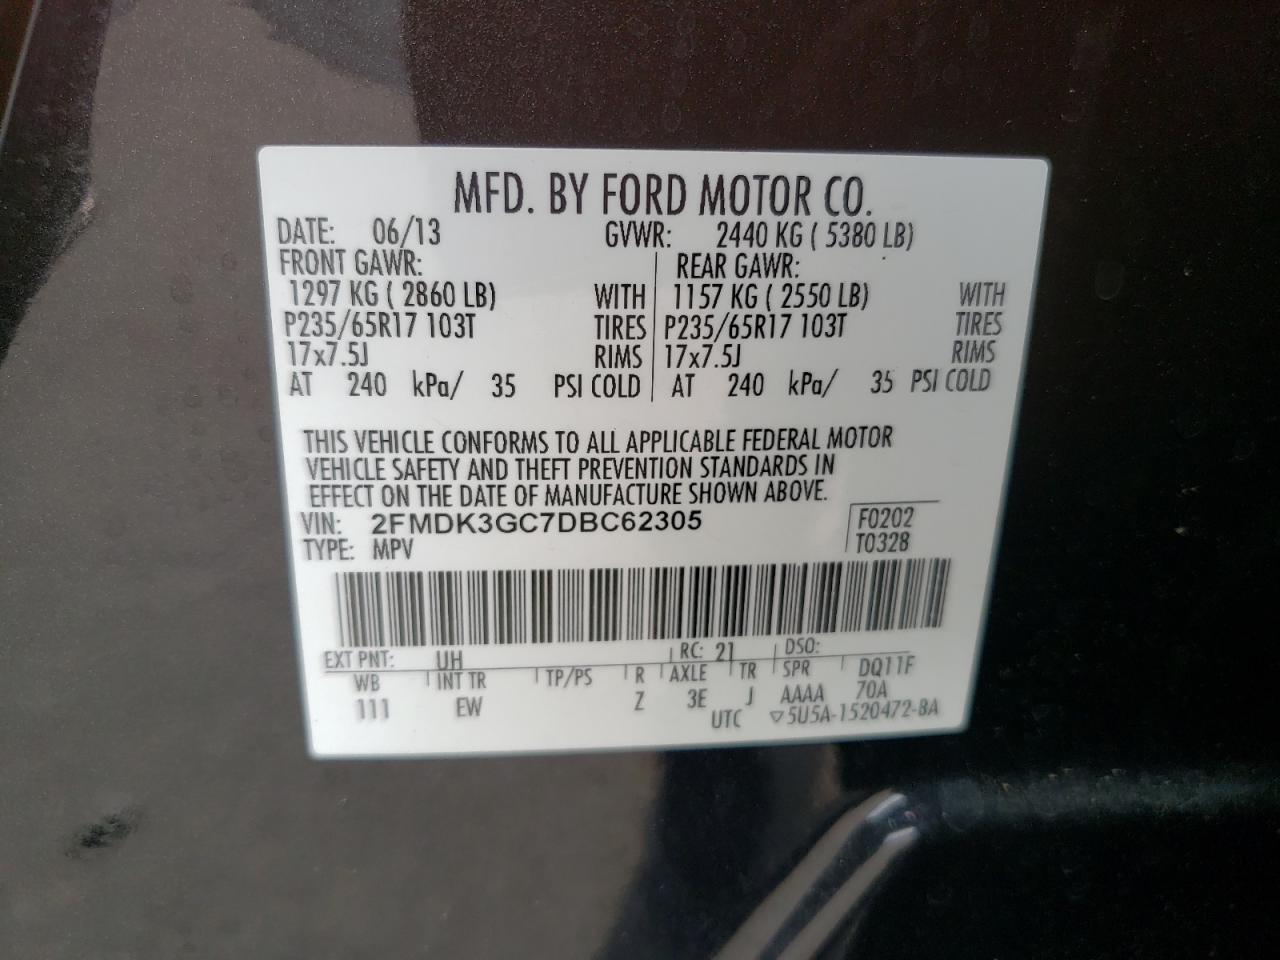 MFD. BY FORD MOTOR CO.
DATE: 06/13 GVWR: 2440 KG ( 5380 LB)
FRONT GAWR: REAR GAWR:
1297 KG ( 2860 LB) WITH 1157 KG ( 2550 LB) WITH
P235/65R17 103T TIRES P235/65R17 103T TIRES
17x7.5J RIMS 17x7.5J RIMS
AT 240 kPa/ 35 PSI COLD AT 240 kPa/ 35 PSI COLD
THIS VEHICLE CONFORMS TO ALL APPLICABLE FEDERAL MOTOR
VEHICLE SAFETY AND THEFT PREVENTION STANDARDS IN
EFFECT ON THE DATE OF MANUFACTURE SHOWN ABOVE.
VIN: 2FMDK3GC7DBC62305 F0202
TYPE: MPV T0328
EXT PNT: UH RC: 21 DSO:
WB INT TR TP/PS R AXLE TR SPR DQ11F
111 EW Z 3E J AAAA 70A
UTC ▽5U5A-1520472-BA